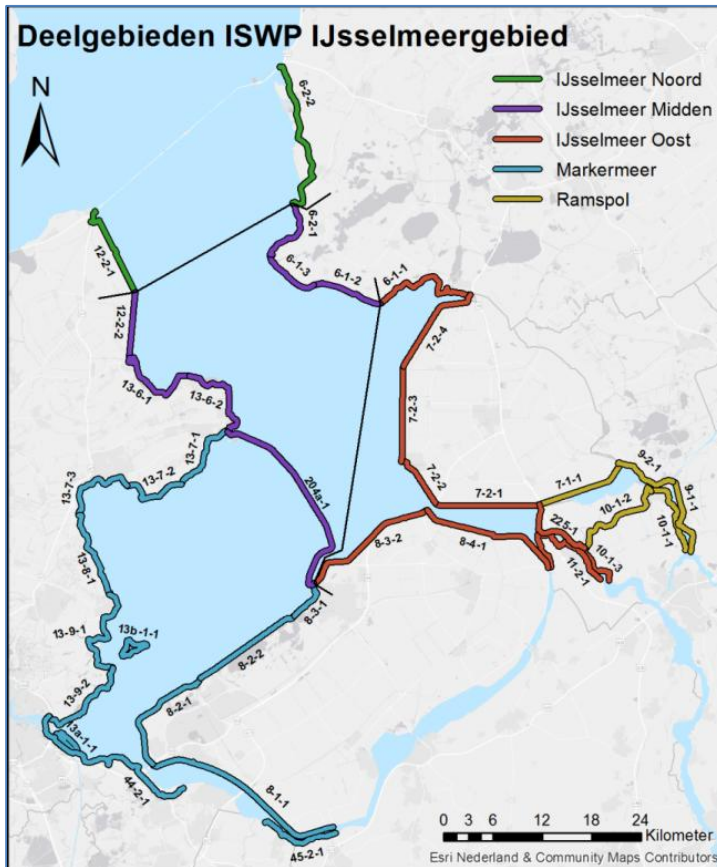 Deelgebieden ISWP IJsselmeergebied
N
IJsselmeer Noord
IJsselmeer Midden
IJsselmeer Oost
Markermeer
Ramspol
6-2-2
6-2-1
12-2-1
6-1-3
6-1-2
6-1-1
12-2-2
7-2-4
13-6-1
13-6-2
7-2-3
13-7-1
13-7-2
13-7-3
204a-1
7-2-2
7-2-1
7-1-1
9-2-1
9-1-1
10-1-2
10-1-1
225-1
10-1-3
11-2-1
8-3-2
8-4-1
13-8-1
8-3-1
13-9-1
13b-1-1
8-2-2
13-9-2
8-2-1
13a-1-1
44-2-1
8-1-1
45-2-1
0 3 6 12 18 24
Kilometer
Esri Nederland & Community Maps Contributors